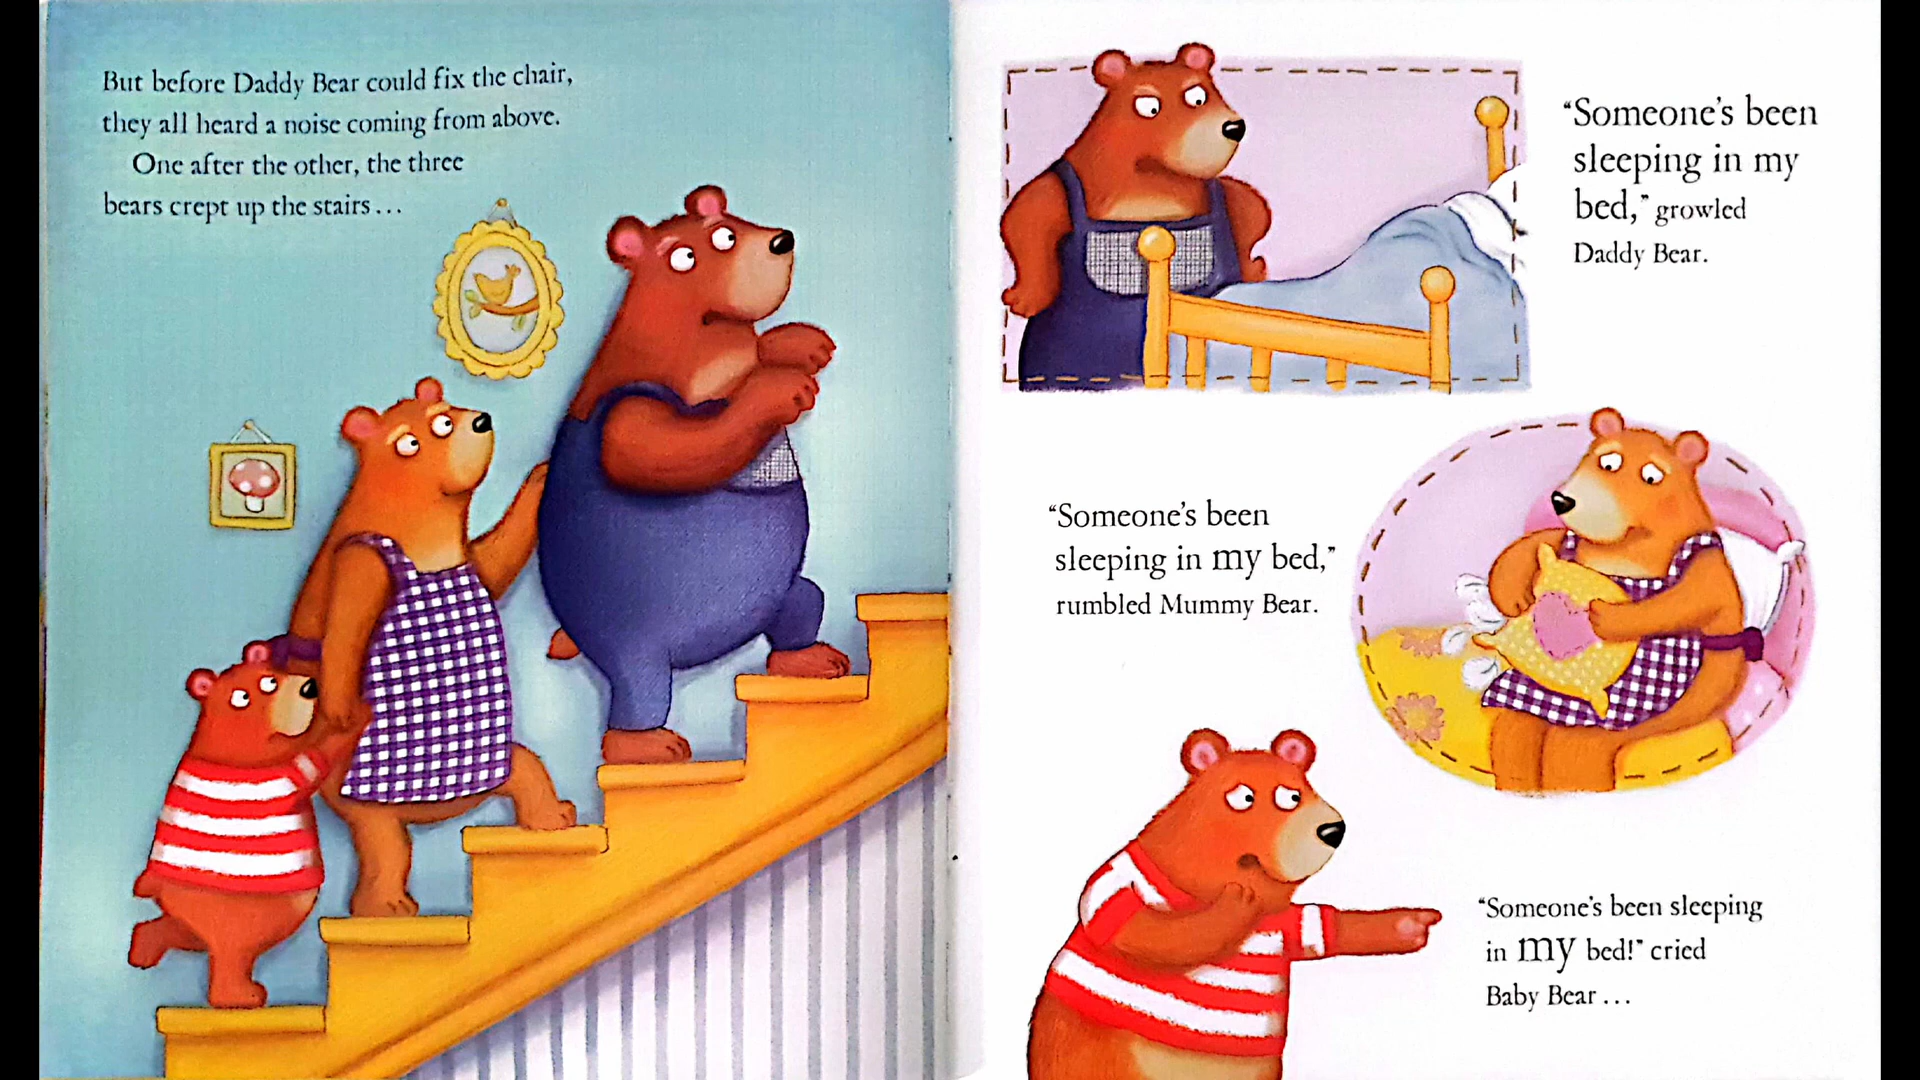 But before Daddy Bear could fix the chair,
they all heard a noise coming from above.
One after the other, the three
bears crept up the stairs...
“Someone’s been
sleeping in my
bed,” growled
Daddy Bear.
“Someone’s been
sleeping in my bed,”
rumbled Mummy Bear.
“Someone’s been sleeping
in my bed!” cried
Baby Bear...